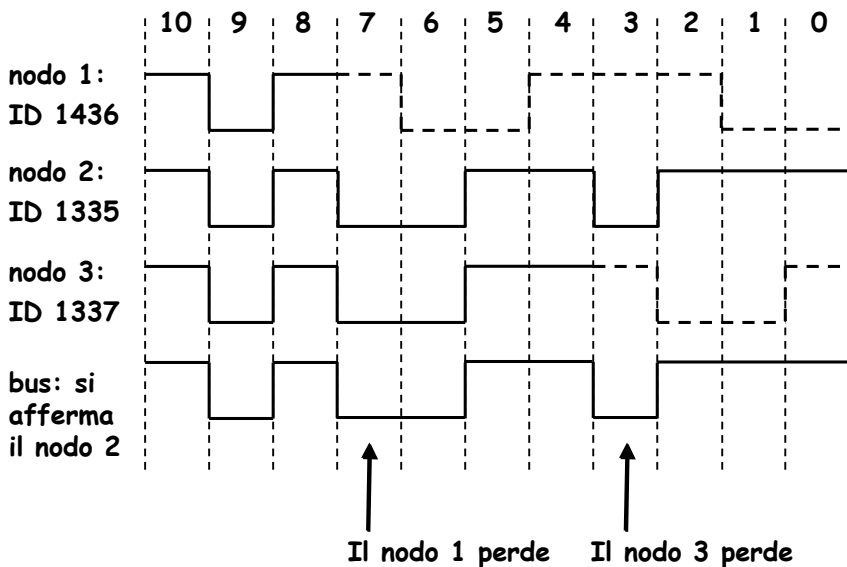 10 9 8 7 6 5 4 3 2 1 0
nodo 1:
ID 1436
nodo 2:
ID 1335
nodo 3:
ID 1337
bus: si
afferma
il nodo 2
Il nodo 1 perde Il nodo 3 perde